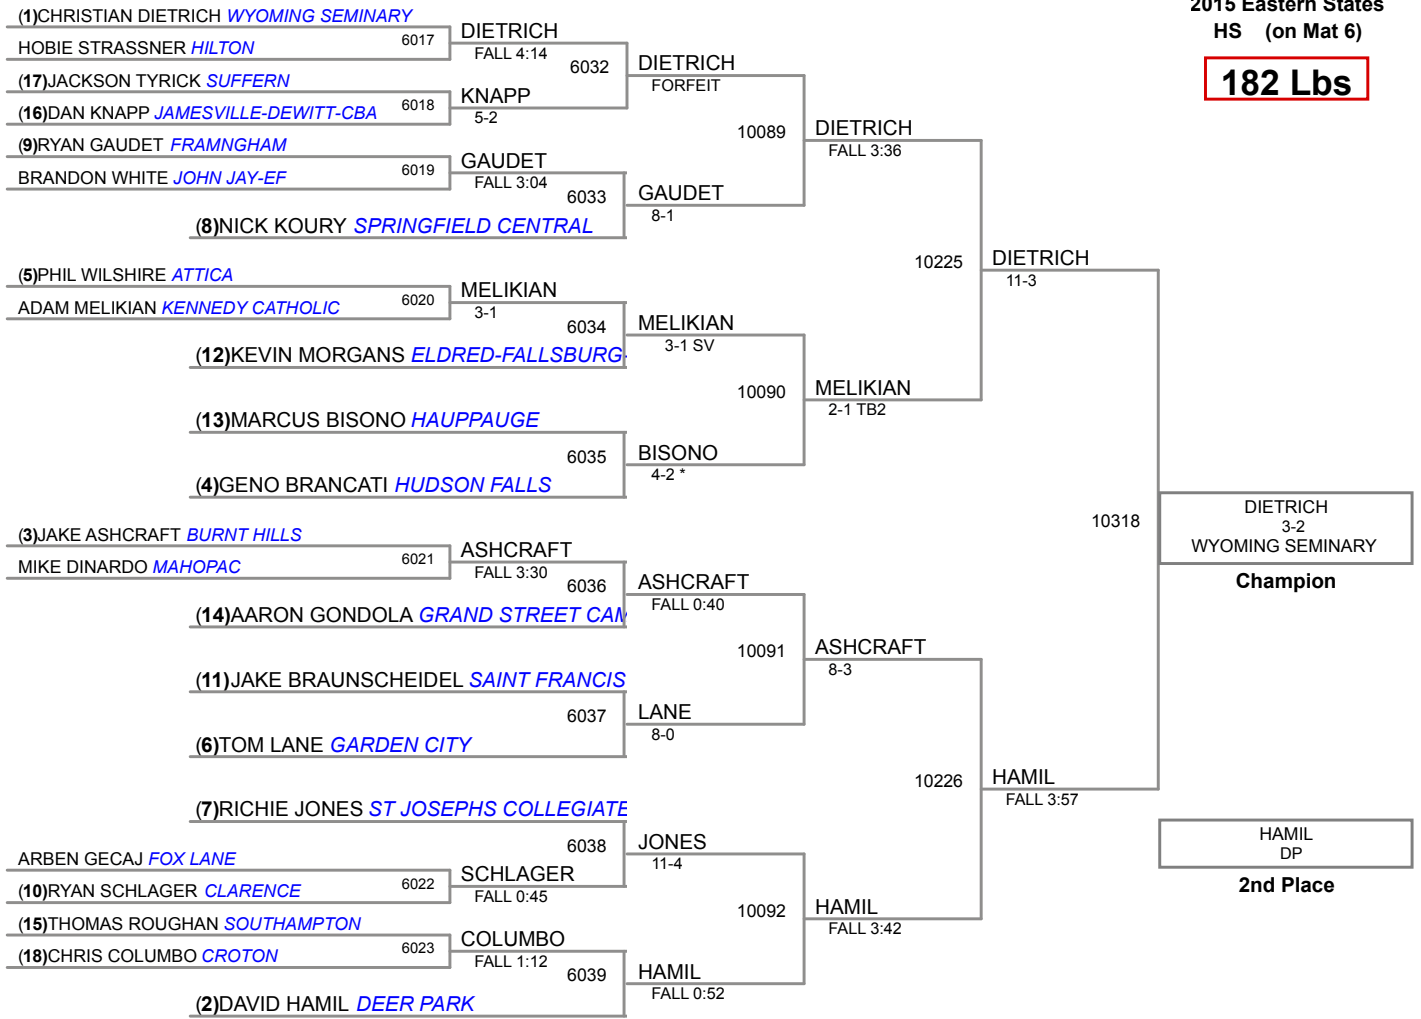 2015 Eastern States
HS (on Mat 6)
182 Lbs
(1)CHRISTIAN DIETRICH WYOMING SEMINARY
HOBIE STRASSNER HILTON
6017
DIETRICH
FALL 4:14
(17)JACKSON TYRICK SUFFERN
(16)DAN KNAPP JAMESVILLE-DEWITT-CBA
6018
KNAPP
5-2
6032
DIETRICH
FORFEIT
(9)RYAN GAUDET FRAMNGHAM
BRANDON WHITE JOHN JAY-EF
6019
GAUDET
FALL 3:04
(8)NICK KOURY SPRINGFIELD CENTRAL
6033
GAUDET
8-1
10089
DIETRICH
FALL 3:36
(5)PHIL WILSHIRE ATTICA
ADAM MELIKIAN KENNEDY CATHOLIC
6020
MELIKIAN
3-1
(12)KEVIN MORGANS ELDRED-FALLSBURG-
6034
MELIKIAN
3-1 SV
(13)MARCUS BISONO HAUPPAUGE
(4)GENO BRANCATI HUDSON FALLS
6035
BISONO
4-2 *
10090
MELIKIAN
2-1 TB2
10225
DIETRICH
11-3
(3)JAKE ASHCRAFT BURNT HILLS
MIKE DINARDO MAHOPAC
6021
ASHCRAFT
FALL 3:30
(14)AARON GONDOLA GRAND STREET CAM
6036
ASHCRAFT
FALL 0:40
(11)JAKE BRAUNSCHEIDEL SAINT FRANCIS
(6)TOM LANE GARDEN CITY
6037
LANE
8-0
10091
ASHCRAFT
8-3
(7)RICHIE JONES ST JOSEPHS COLLEGIATE
ARBEN GECAJ FOX LANE
(10)RYAN SCHLAGER CLARENCE
6022
SCHLAGER
FALL 0:45
6038
JONES
11-4
(15)THOMAS ROUGHAN SOUTHAMPTON
(18)CHRIS COLUMBO CROTON
6023
COLUMBO
FALL 1:12
(2)DAVID HAMIL DEER PARK
6039
HAMIL
FALL 0:52
10092
HAMIL
FALL 3:42
10226
HAMIL
FALL 3:57
10318
DIETRICH
3-2
WYOMING SEMINARY
Champion
HAMIL
DP
2nd Place